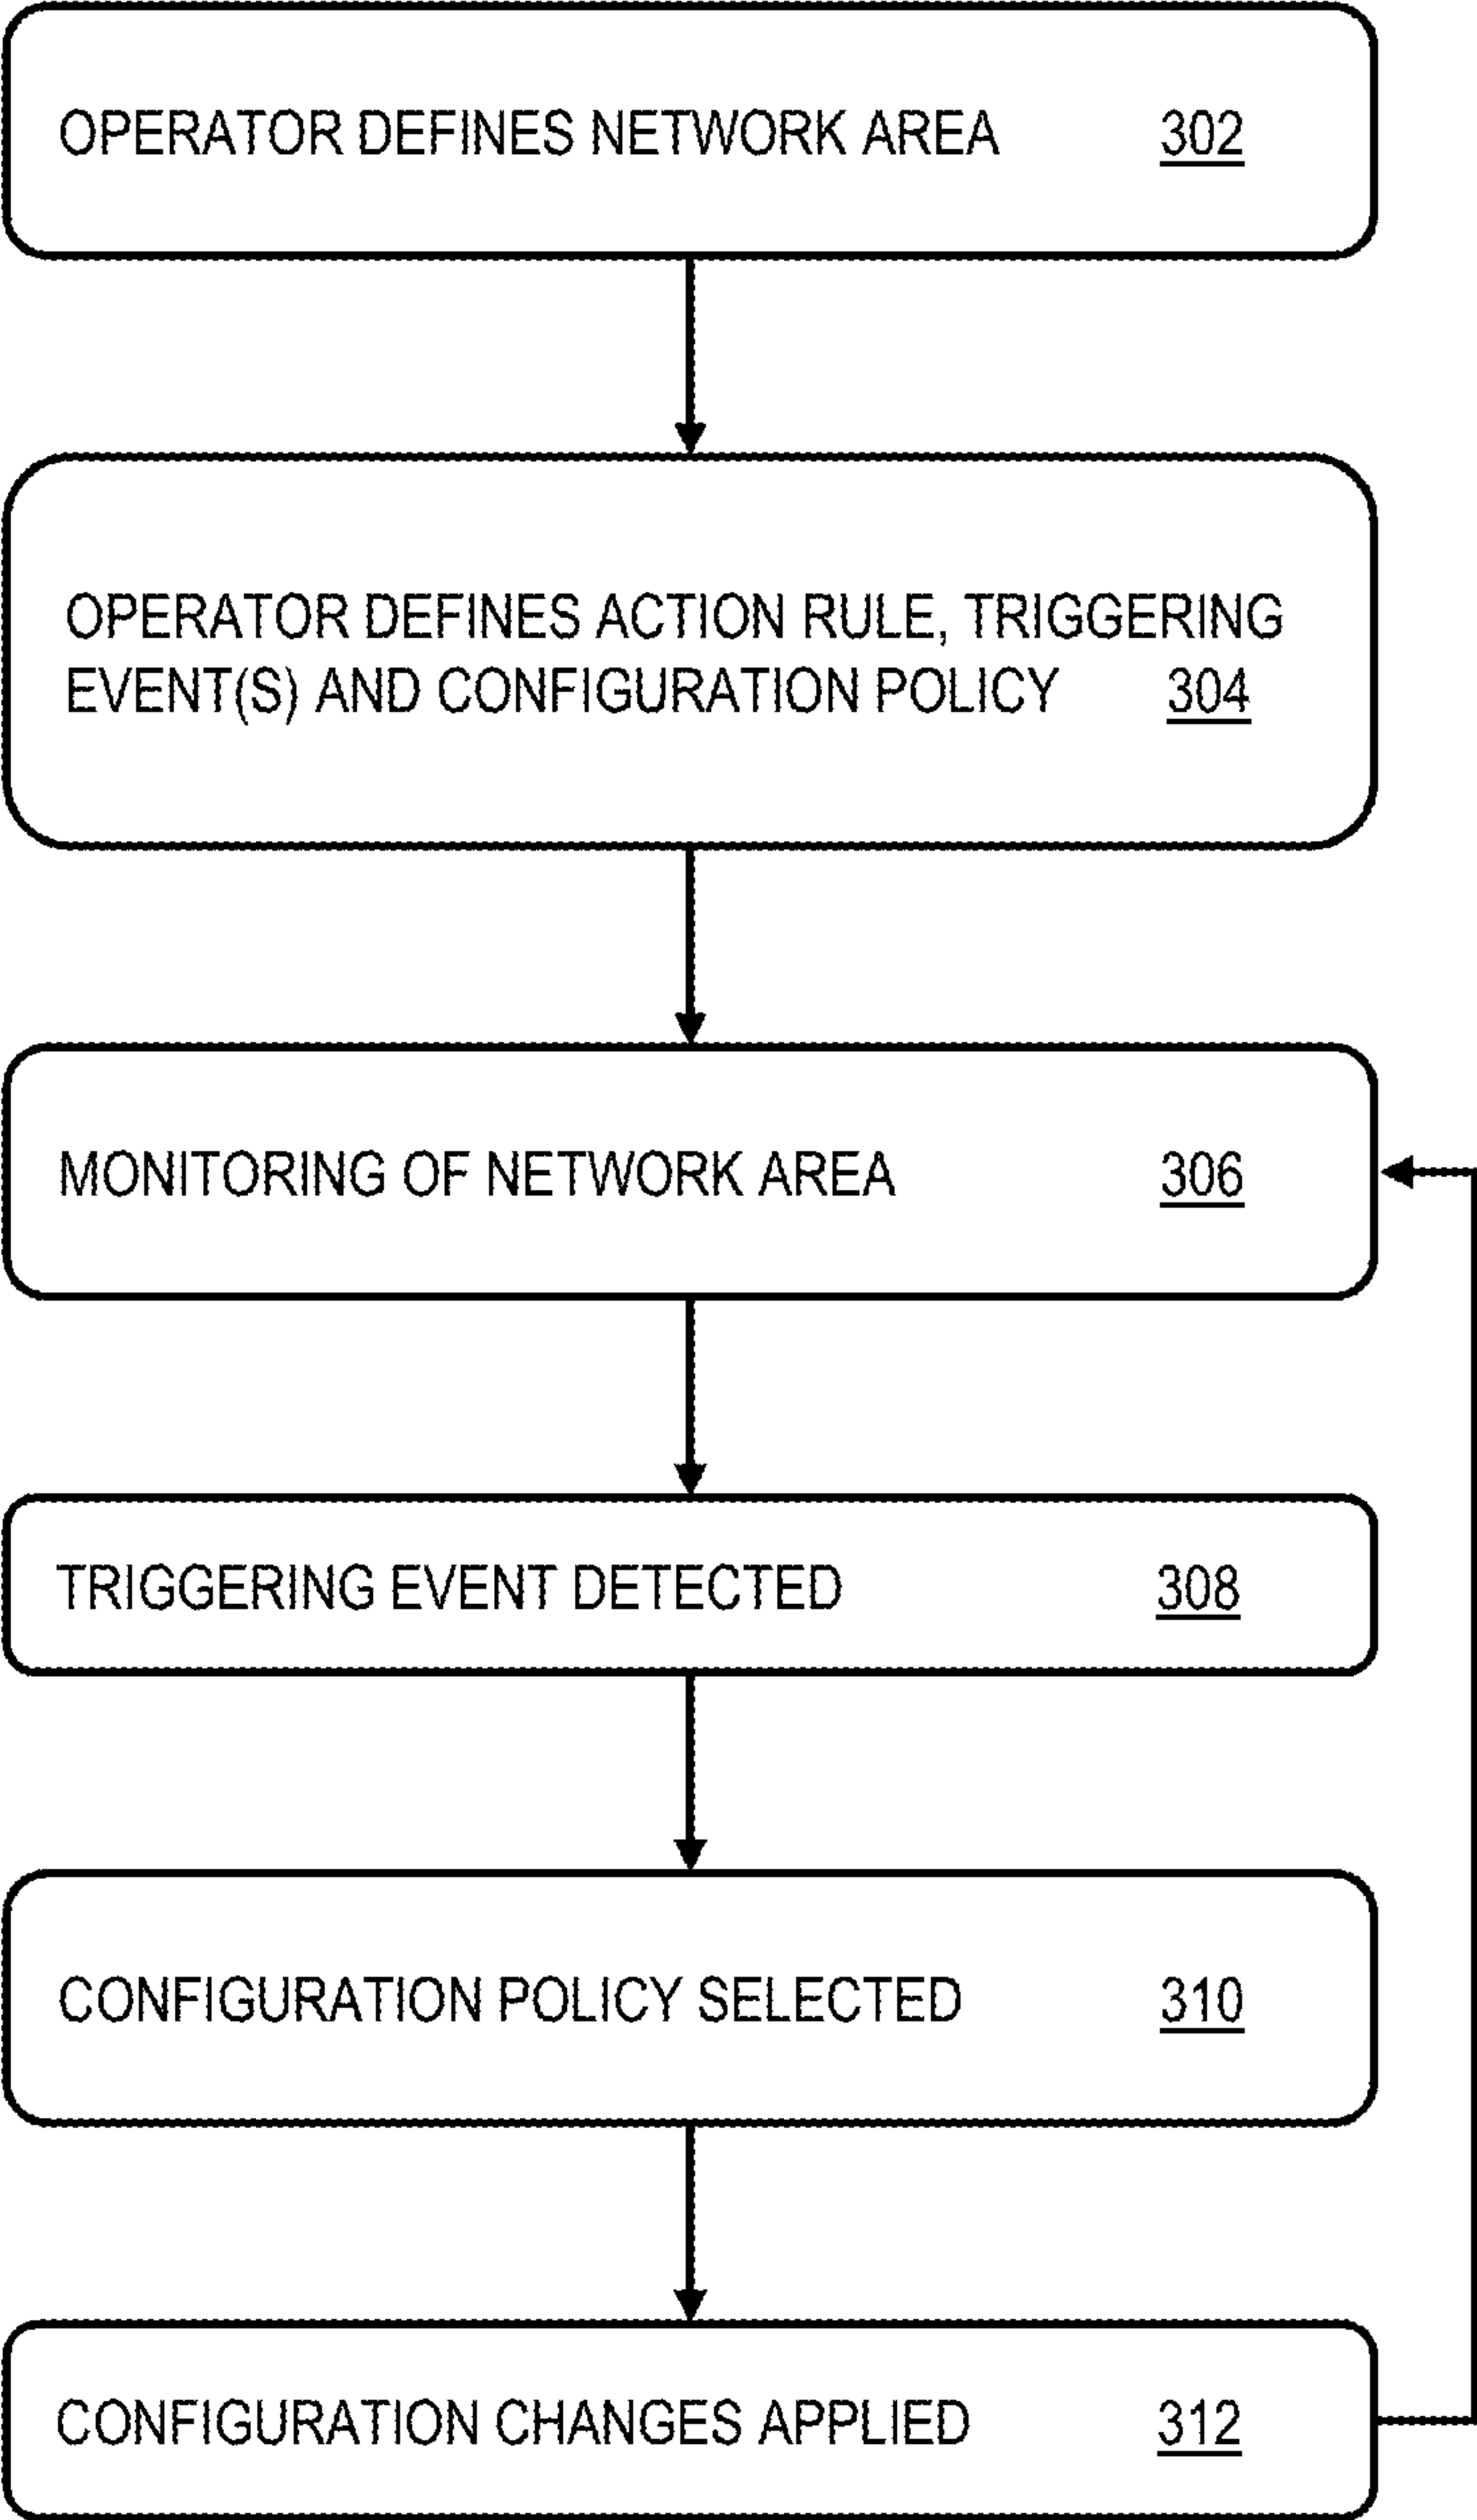 OPERATOR DEFINES NETWORK AREA 302
OPERATOR DEFINES ACTION RULE, TRIGGERING
EVENT(S) AND CONFIGURATION POLICY 304
MONITORING OF NETWORK AREA 306
TRIGGERING EVENT DETECTED 308
CONFIGURATION POLICY SELECTED 310
CONFIGURATION CHANGES APPLIED 312